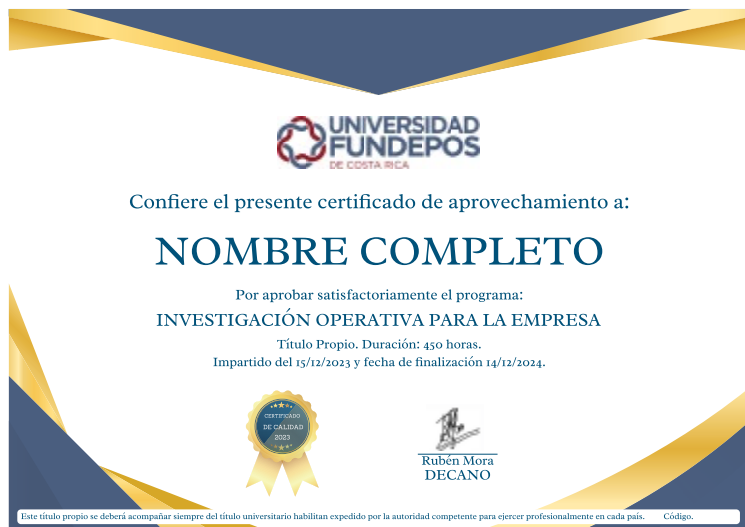 UNIVERSIDAD
FUNDEPOS
DE COSTA RICA
Confiere el presente certificado de aprovechamiento a:
NOMBRE COMPLETO
Por aprobar satisfactoriamente el programa:
INVESTIGACIÓN OPERATIVA PARA LA EMPRESA
Título Propio. Duración: 450 horas.
Impartido del 15/12/2023 y fecha de finalización 14/12/2024.
CERTIFICADO
DE CALIDAD
2023
Rubén Mora
DECANO
Este título propio se deberá acompañar siempre del título universitario habilitan expedido por la autoridad competente para ejercer profesionalmente en cada país. Código.